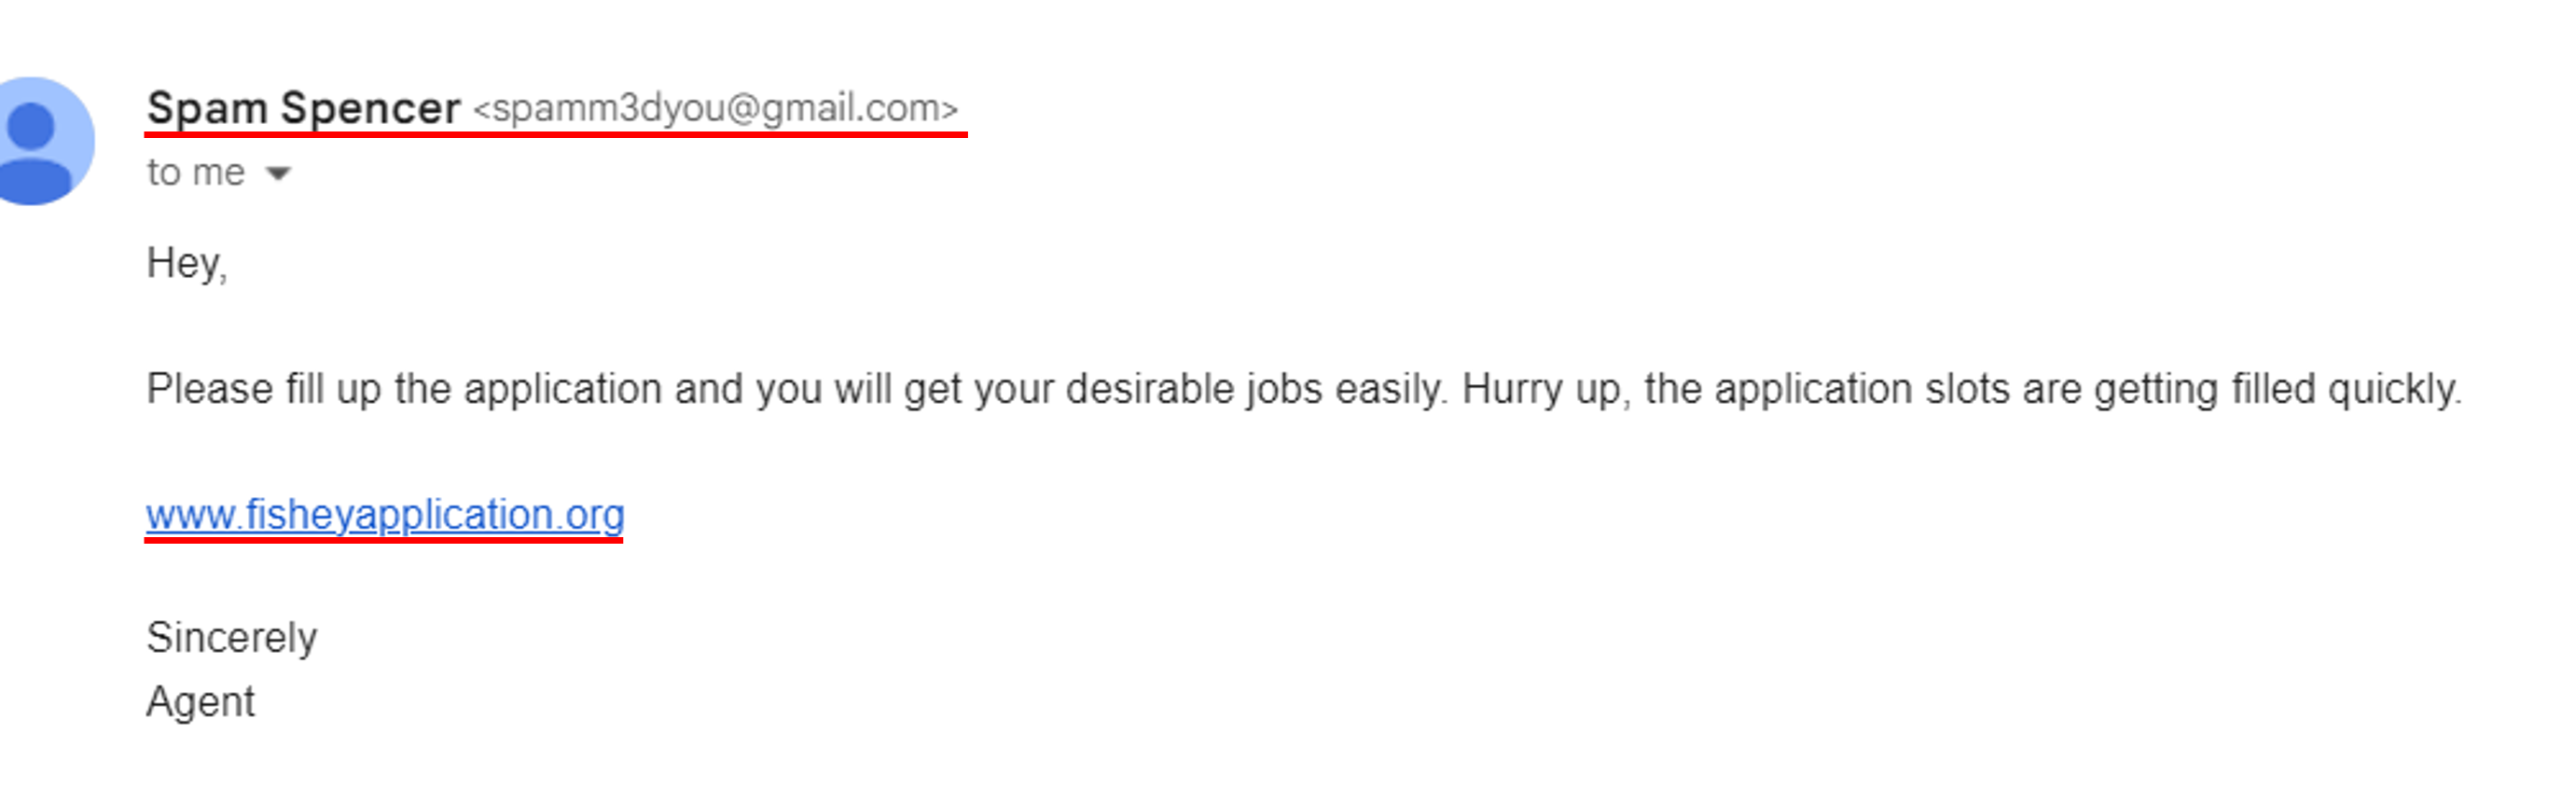 Spam Spencer <spamm3dyou@gmail.com>
to me
Hey,
Please fill up the application and you will get your desirable jobs easily. Hurry up, the application slots are getting filled quickly.
www.fisheyapplication.org
Sincerely
Agent